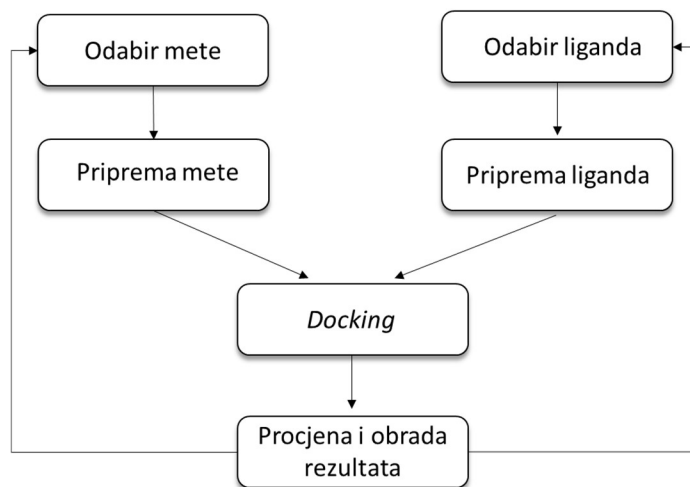 Odabir mete
Odabir liganda
Priprema mete
Priprema liganda
Docking
Procjena i obrada
rezultata